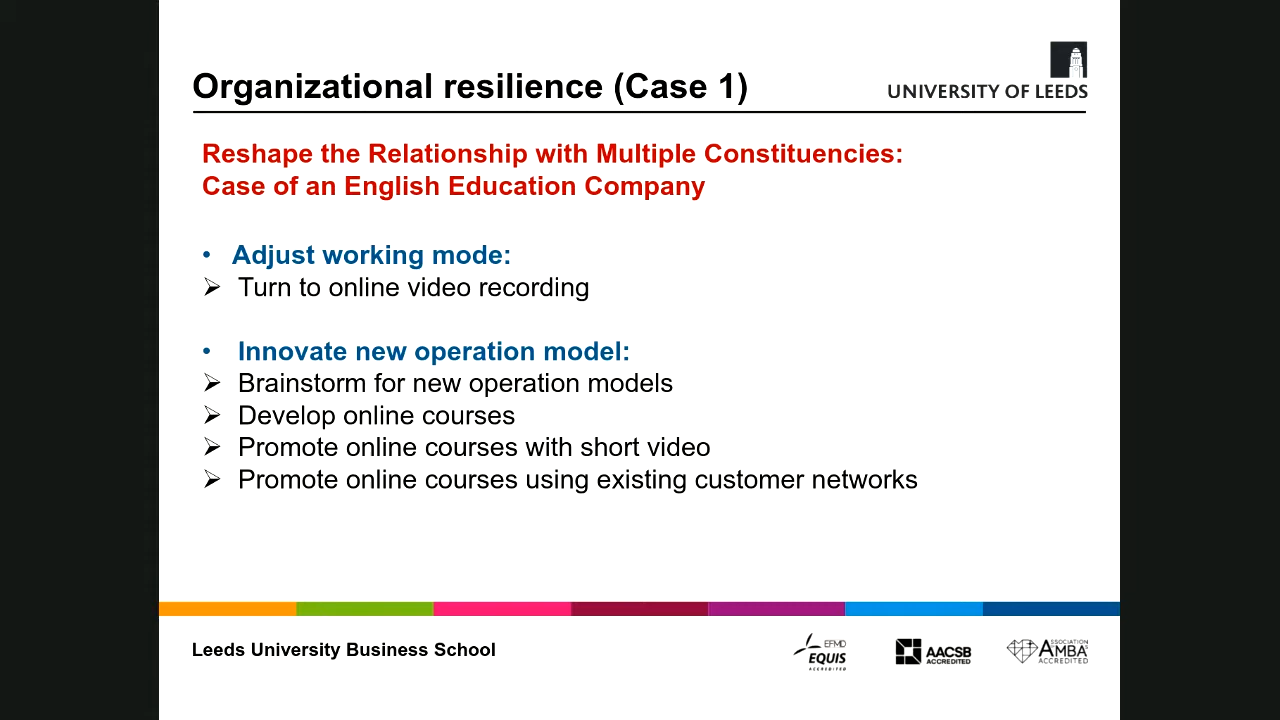 Organizational resilience (Case 1)
UNIVERSITY OF LEEDS
Reshape the Relationship with Multiple Constituencies:
Case of an English Education Company
• Adjust working mode:
➢ Turn to online video recording
• Innovate new operation model:
➢ Brainstorm for new operation models
➢ Develop online courses
➢ Promote online courses with short video
➢ Promote online courses using existing customer networks
Leeds University Business School
EFMD
EQUIS
ACCREDITED
AACSB
ACCREDITED
ASSOCIATION
AMBA
ACCREDITED